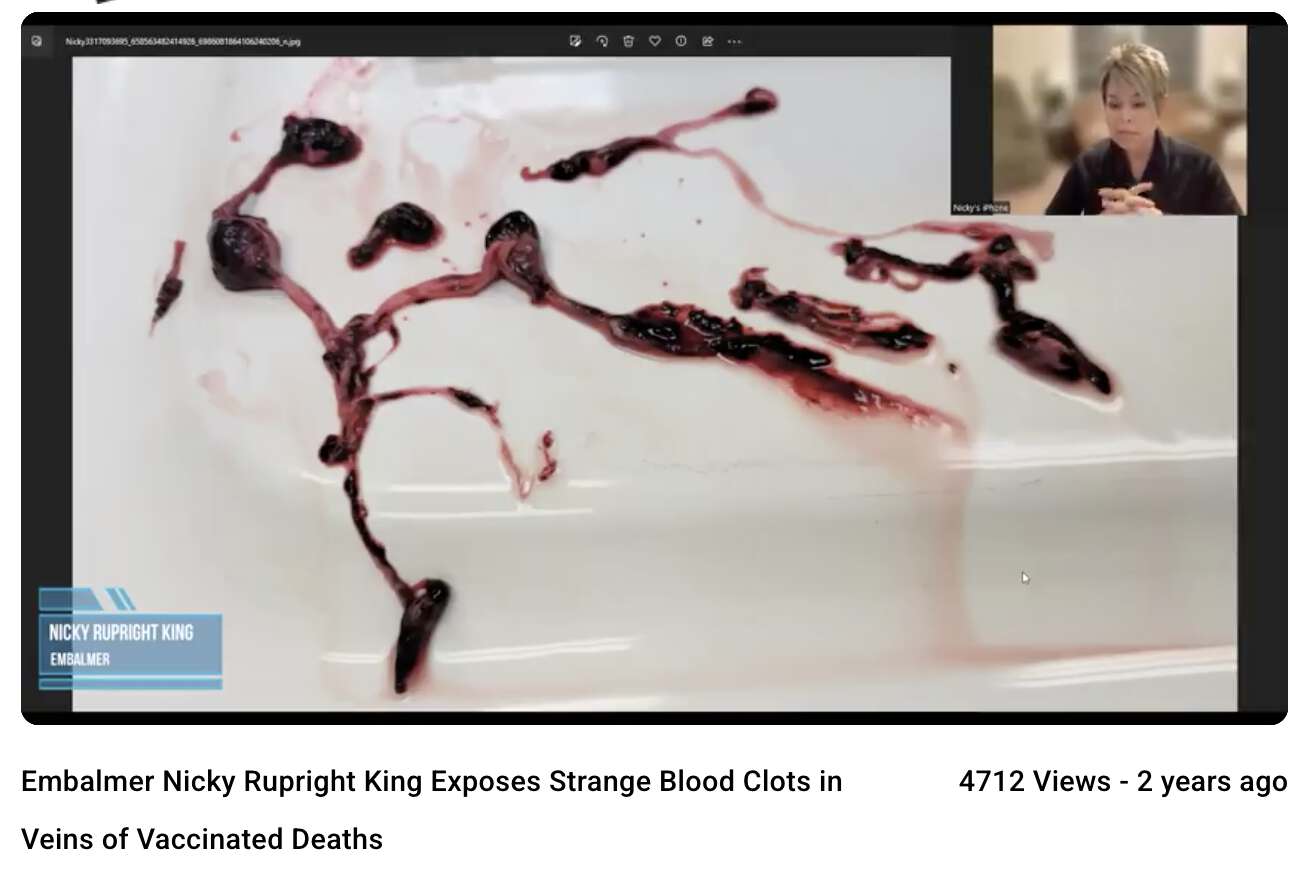 Nicky3317093695_658563482414926_6986081864106240206_n.jpg
Nicky's iPhone
NICKY RUPRIGHT KING
EMBALMER
Embalmer Nicky Rupright King Exposes Strange Blood Clots in
4712 Views - 2 years ago
Veins of Vaccinated Deaths